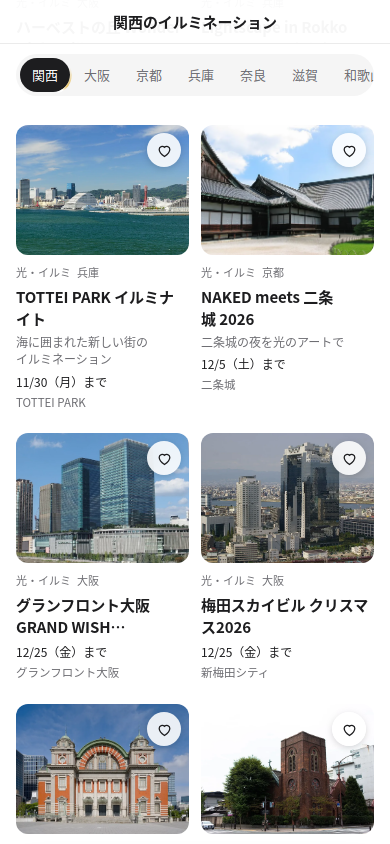 関西のイルミネーション
関西 大阪 京都 兵庫 奈良 滋賀
光・イルミ 兵庫
TOTTEI PARK イルミナ
イト
海に囲まれた新しい街の
イルミネーション
11/30（月）まで
TOTTEI PARK
光・イルミ 京都
NAKED meets 二条
城 2026
二条城の夜を光のアートで
12/5（土）まで
二条城
光・イルミ 大阪
グランフロント大阪
GRAND WISH…
12/25（金）まで
グランフロント大阪
光・イルミ 大阪
梅田スカイビル クリスマ
ス2026
12/25（金）まで
新梅田シティ